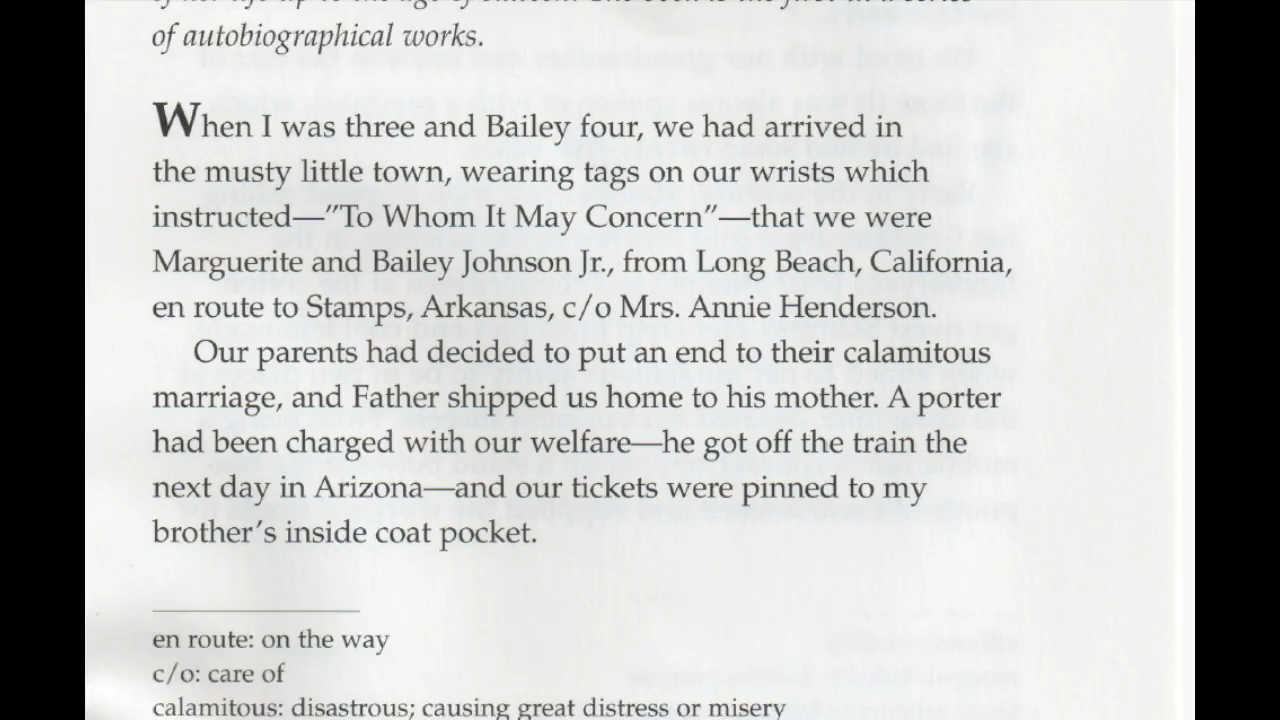 of autobiographical works.
When I was three and Bailey four, we had arrived in
the musty little town, wearing tags on our wrists which
instructed—”To Whom It May Concern”—that we were
Marguerite and Bailey Johnson Jr., from Long Beach, California,
en route to Stamps, Arkansas, c/o Mrs. Annie Henderson.
Our parents had decided to put an end to their calamitous
marriage, and Father shipped us home to his mother. A porter
had been charged with our welfare—he got off the train the
next day in Arizona—and our tickets were pinned to my
brother’s inside coat pocket.
en route: on the way
c/o: care of
calamitous: disastrous; causing great distress or misery